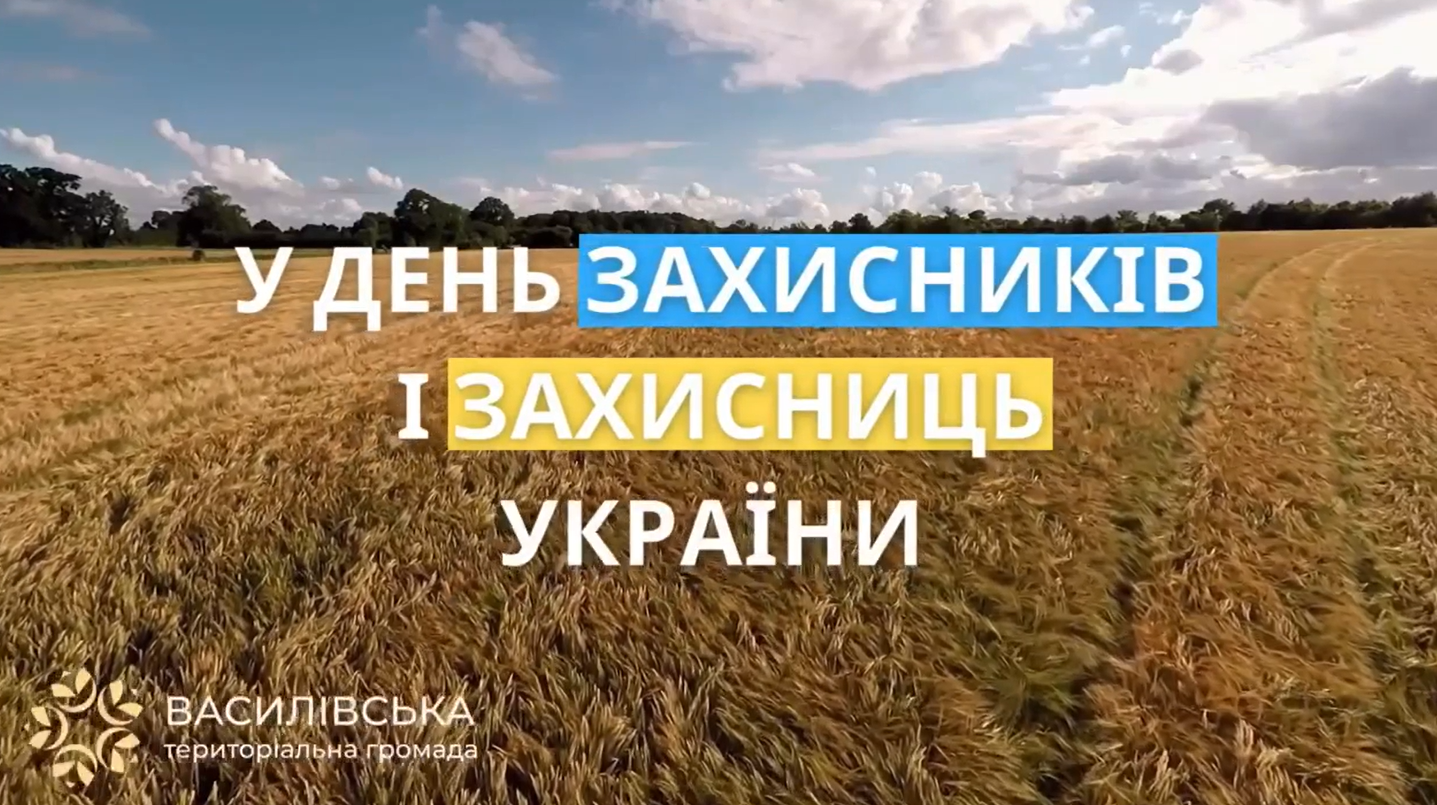 У ДЕНЬ ЗАХИСНИКІВ
І ЗАХИСНИЦЬ
УКРАЇНИ
ВАСИЛІВСЬКА
територіальна громада